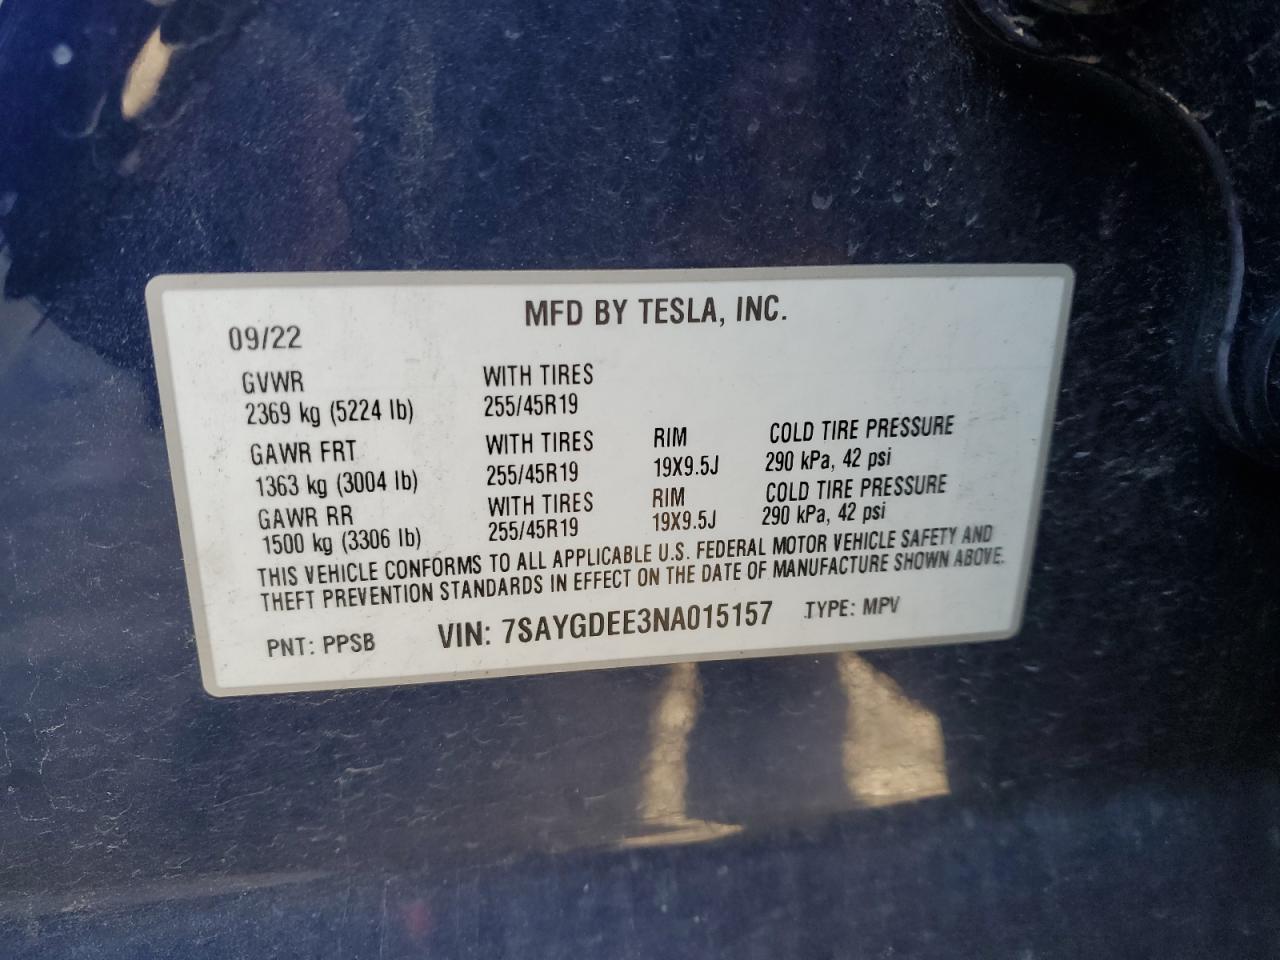 MFD BY TESLA, INC.
09/22
GVWR WITH TIRES
2369 kg (5224 lb) 255/45R19
GAWR FRT WITH TIRES RIM COLD TIRE PRESSURE
1363 kg (3004 lb) 255/45R19 19X9.5J 290 kPa, 42 psi
GAWR RR WITH TIRES RIM COLD TIRE PRESSURE
1500 kg (3306 lb) 255/45R19 19X9.5J 290 kPa, 42 psi
THIS VEHICLE CONFORMS TO ALL APPLICABLE U.S. FEDERAL MOTOR VEHICLE SAFETY AND
THEFT PREVENTION STANDARDS IN EFFECT ON THE DATE OF MANUFACTURE SHOWN ABOVE.
PNT: PPSB VIN: 7SAYGDEE3NA015157 TYPE: MPV